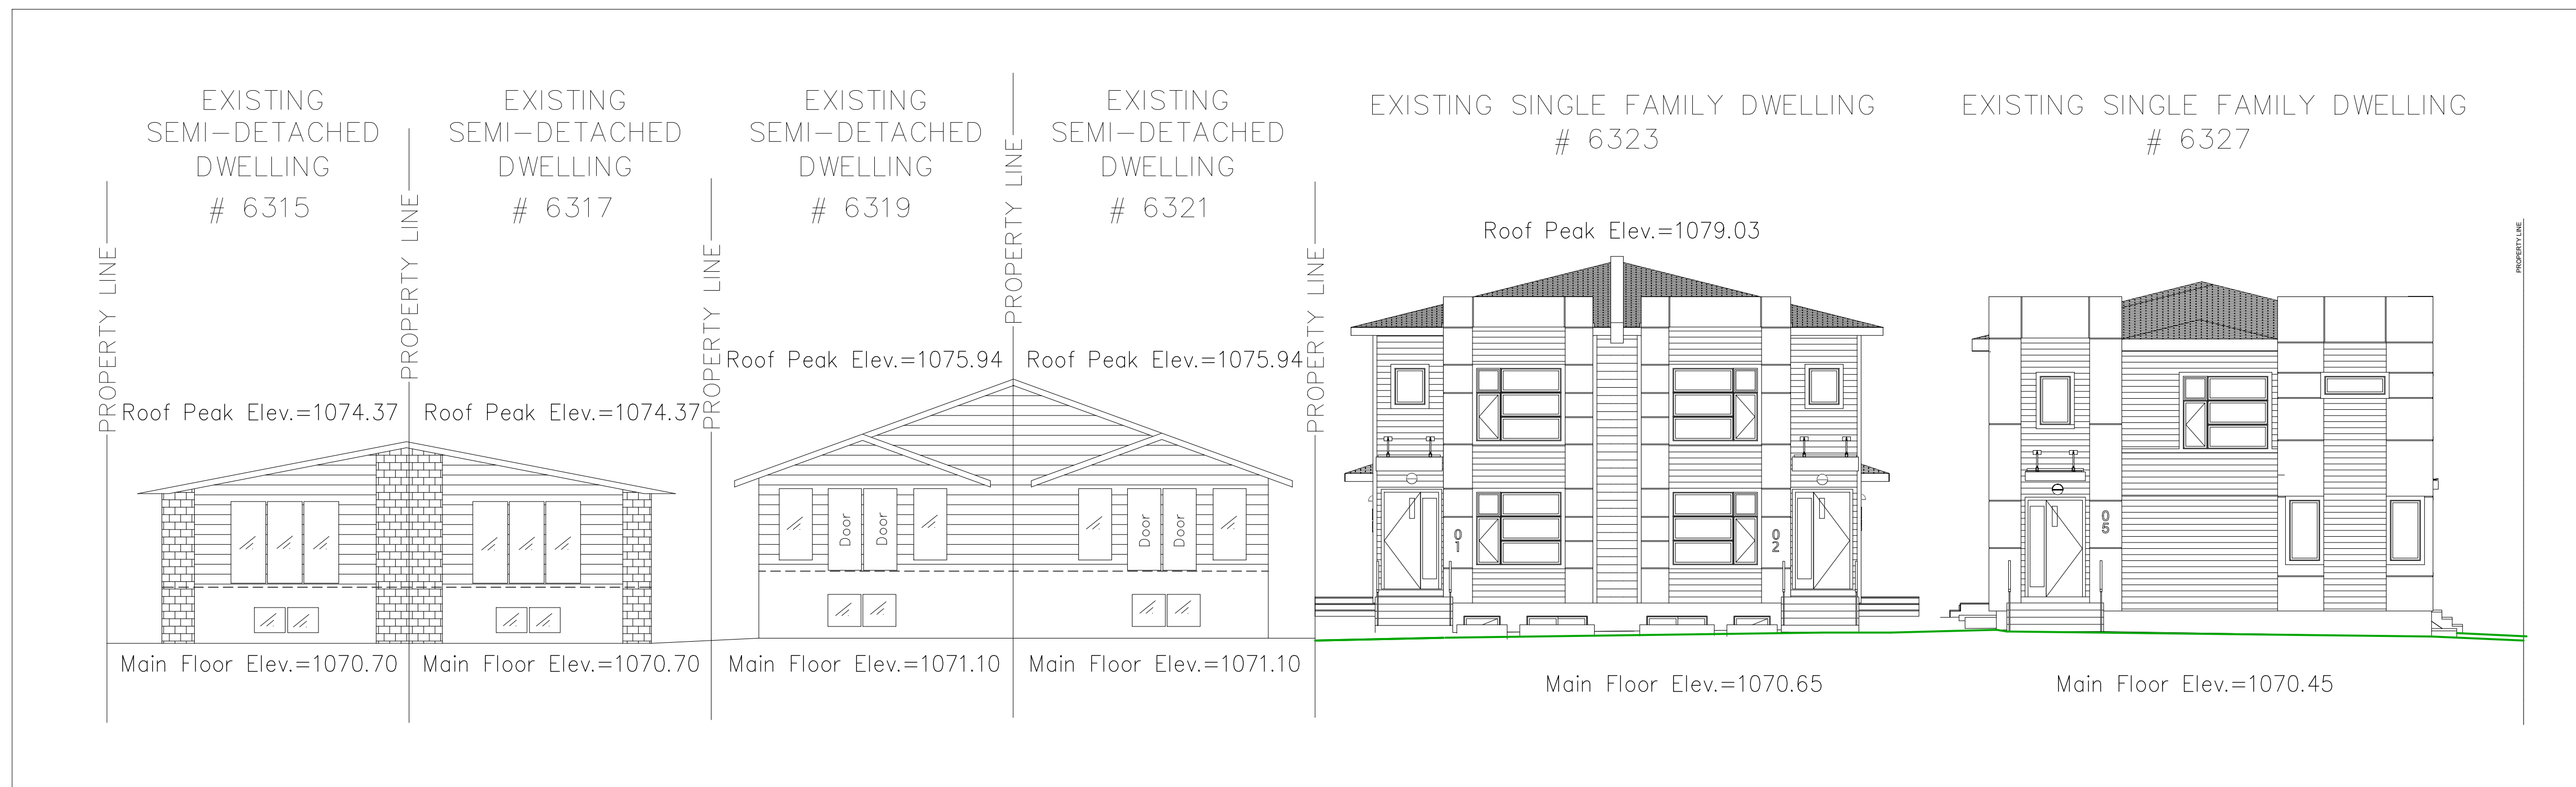 EXISTING
SEMI-DETACHED
DWELLING
# 6315
EXISTING
SEMI-DETACHED
DWELLING
# 6317
EXISTING
SEMI-DETACHED
DWELLING
# 6319
EXISTING
SEMI-DETACHED
DWELLING
# 6321
EXISTING SINGLE FAMILY DWELLING
# 6323
EXISTING SINGLE FAMILY DWELLING
# 6327
PROPERTY LINE
PROPERTY LINE
PROPERTY LINE
PROPERTY LINE
PROPERTY LINE
PROPERTY LINE
Roof Peak Elev.=1074.37
Roof Peak Elev.=1074.37
Roof Peak Elev.=1075.94
Roof Peak Elev.=1075.94
Roof Peak Elev.=1079.03
Door
Door
Door
Door
01
02
05
Main Floor Elev.=1070.70
Main Floor Elev.=1070.70
Main Floor Elev.=1071.10
Main Floor Elev.=1071.10
Main Floor Elev.=1070.65
Main Floor Elev.=1070.45